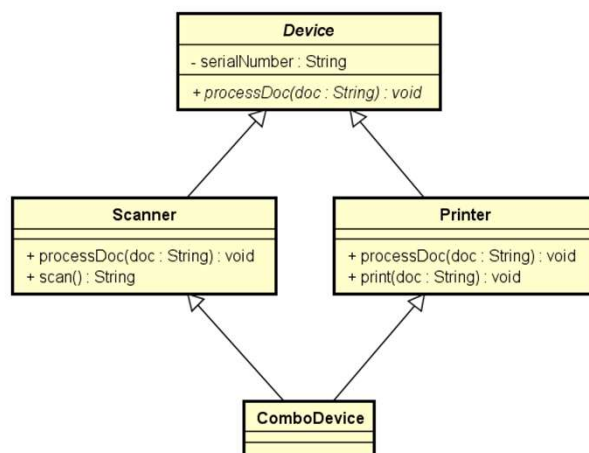 Device
- serialNumber : String
+ processDoc(doc : String) : void
Scanner
+ processDoc(doc : String) : void
+ scan() : String
Printer
+ processDoc(doc : String) : void
+ print(doc : String) : void
ComboDevice